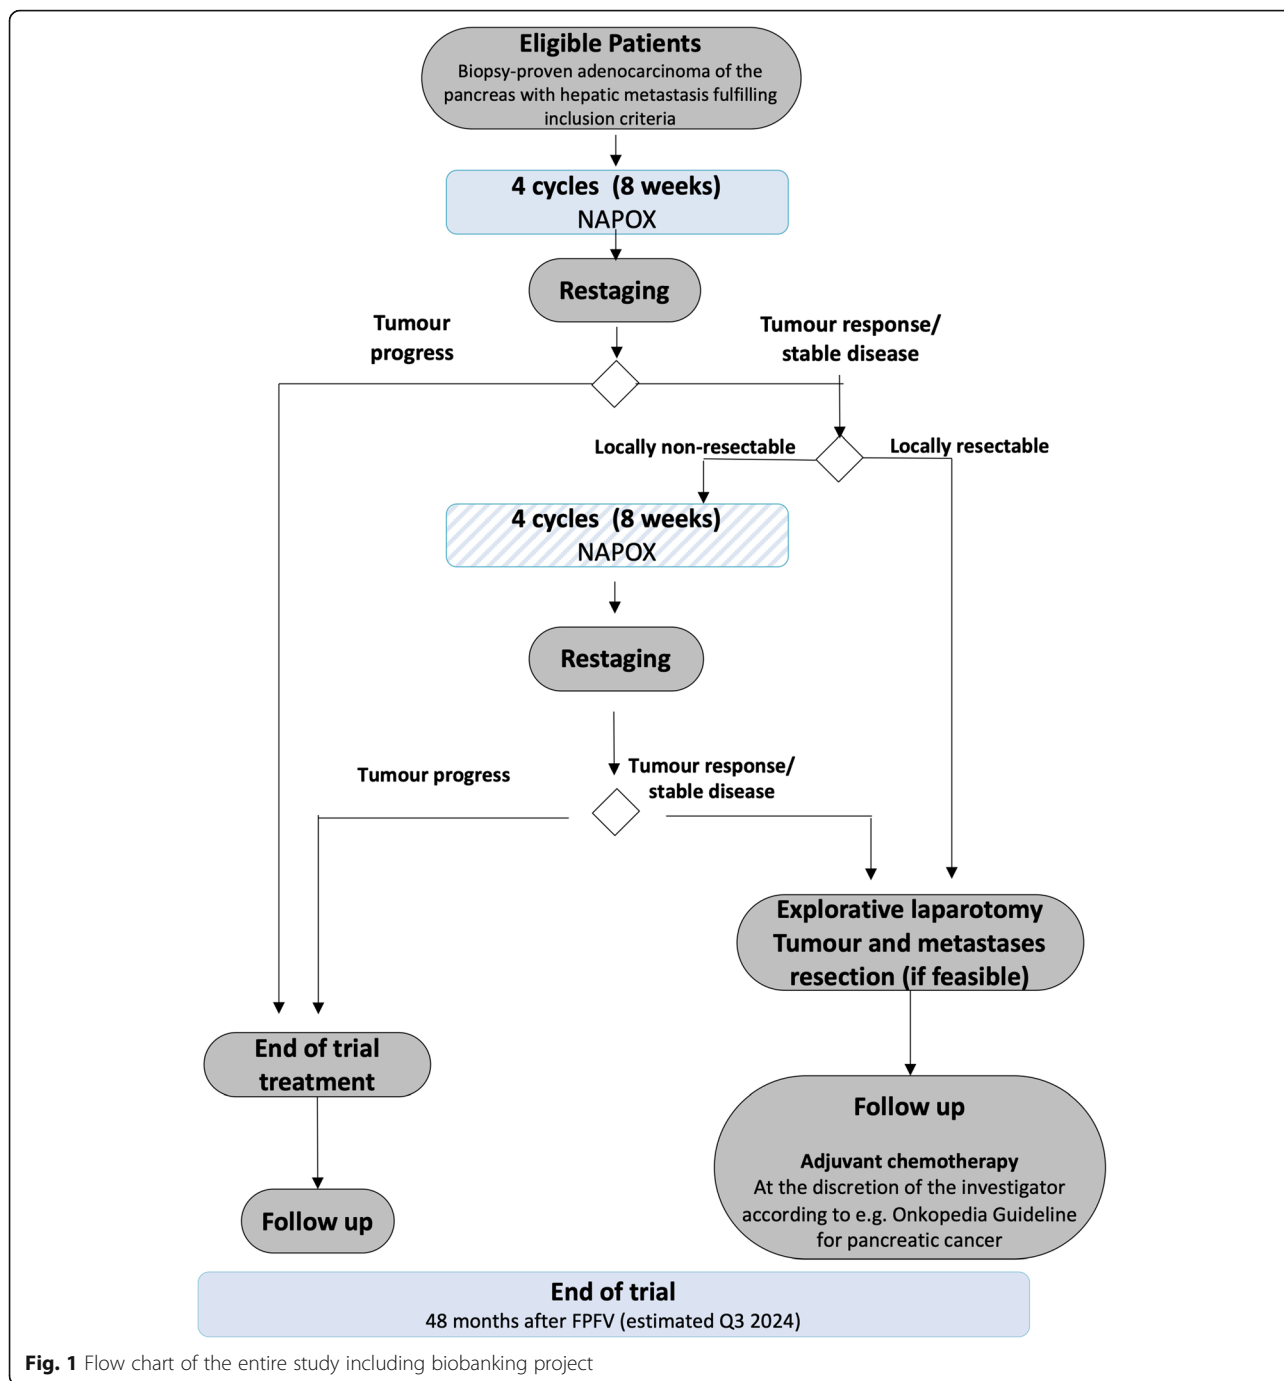 Eligible Patients
Biopsy-proven adenocarcinoma of the
pancreas with hepatic metastasis fulfilling
inclusion criteria
4 cycles (8 weeks)
NAPOX
Restaging
Tumour
progress
Tumour response/
stable disease
Locally non-resectable
Locally resectable
4 cycles (8 weeks)
NAPOX
Restaging
Tumour progress
Tumour response/
stable disease
Explorative laparotomy
Tumour and metastases
resection (if feasible)
End of trial
treatment
Follow up
Follow up
Adjuvant chemotherapy
At the discretion of the investigator
according to e.g. Onkopedia Guideline
for pancreatic cancer
End of trial
48 months after FPFV (estimated Q3 2024)
Fig. 1 Flow chart of the entire study including biobanking project